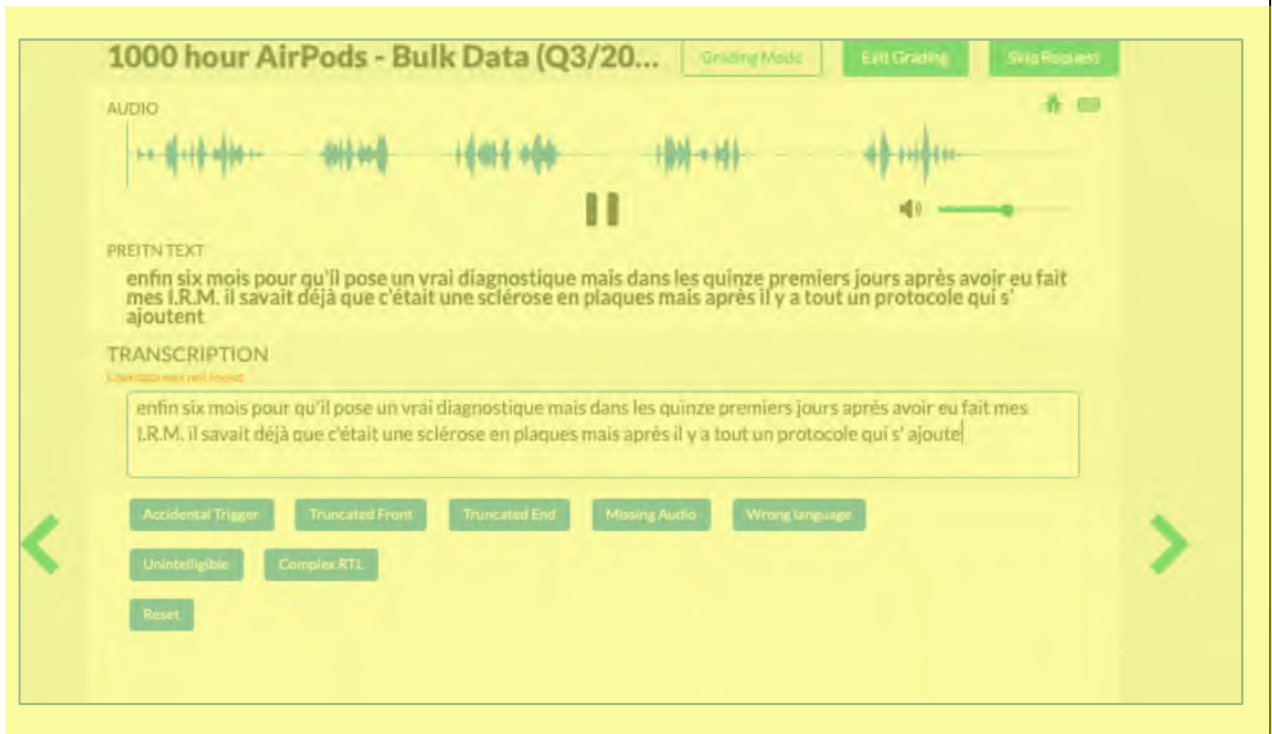 1000 hour AirPods - Bulk Data (Q3/20... Grading Mode Exit Grading Skip Request
AUDIO
PREITN TEXT
enfin six mois pour qu'il pose un vrai diagnostique mais dans les quinze premiers jours après avoir eu fait
mes I.R.M. il savait déjà que c'était une sclérose en plaques mais après il y a tout un protocole qui s'
ajoutent
TRANSCRIPTION
was not found
enfin six mois pour qu'il pose un vrai diagnostique mais dans les quinze premiers jours après avoir eu fait mes
I.R.M. il savait déjà que c'était une sclérose en plaques mais après il y a tout un protocole qui s' ajoute
Accidental Trigger Truncated Front Truncated End Missing Audio Wrong language
Unintelligible Complex RTL
Reset